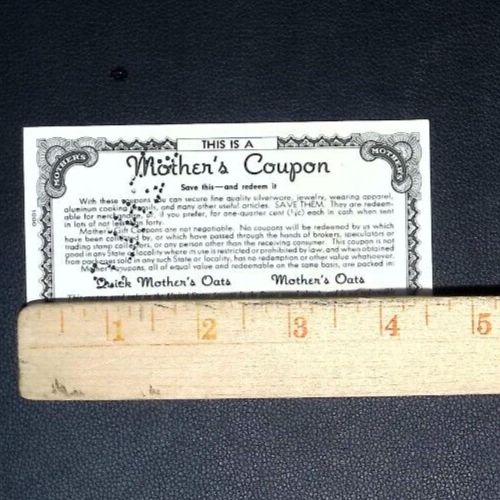 THIS IS A
Mother's Coupon
MOTHER'S
MOTHER'S
Save this—and redeem it
With these coupons you can secure fine quality silverware, jewelry, wearing apparel,
aluminum cooking utensils, and many other useful articles. SAVE THEM. They are redeem-
able for merchandise, or, if you prefer, for one-quarter cent (¼c) each in cash when sent
in lots of not less than forty.
Mother's Gift Coupons are not negotiable. No coupons will be redeemed by us which
have been collected by, or which have passed through the hands of brokers, speculators or
trading stamp collectors, or any person other than the receiving consumer. This coupon is not
good in any State or locality where its use is restricted or prohibited by law, and when obtained
from packages sold in any such State or locality, has no redemption or other value whatsoever.
Mother's Coupons, all of equal value and redeemable on the same basis, are packed in:
Quick Mother's Oats Mother's Oats
1 2 3 4 5